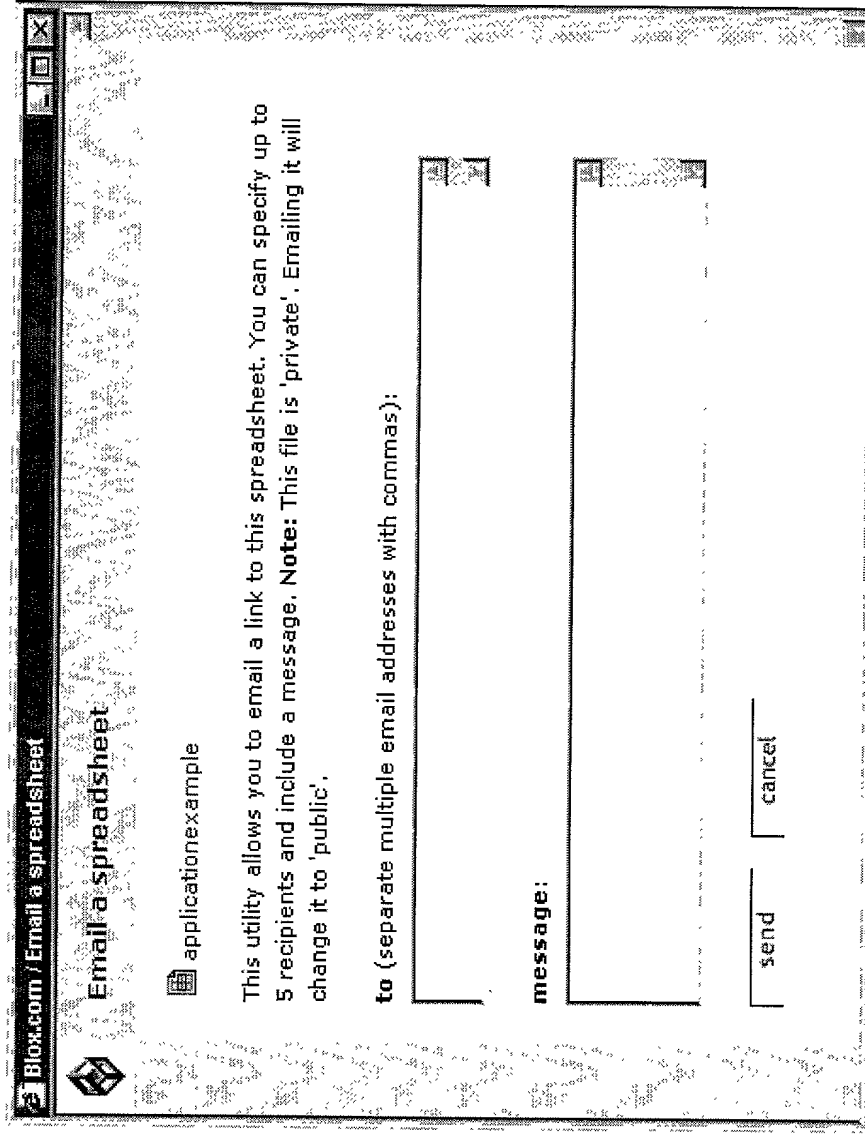 Blox.com / Email a spreadsheet
Email a spreadsheet
applicationexample
This utility allows you to email a link to this spreadsheet. You can specify up to
5 recipients and include a message. Note: This file is 'private'. Emailing it will
change it to 'public'.
to (separate multiple email addresses with commas):
message:
send
cancel